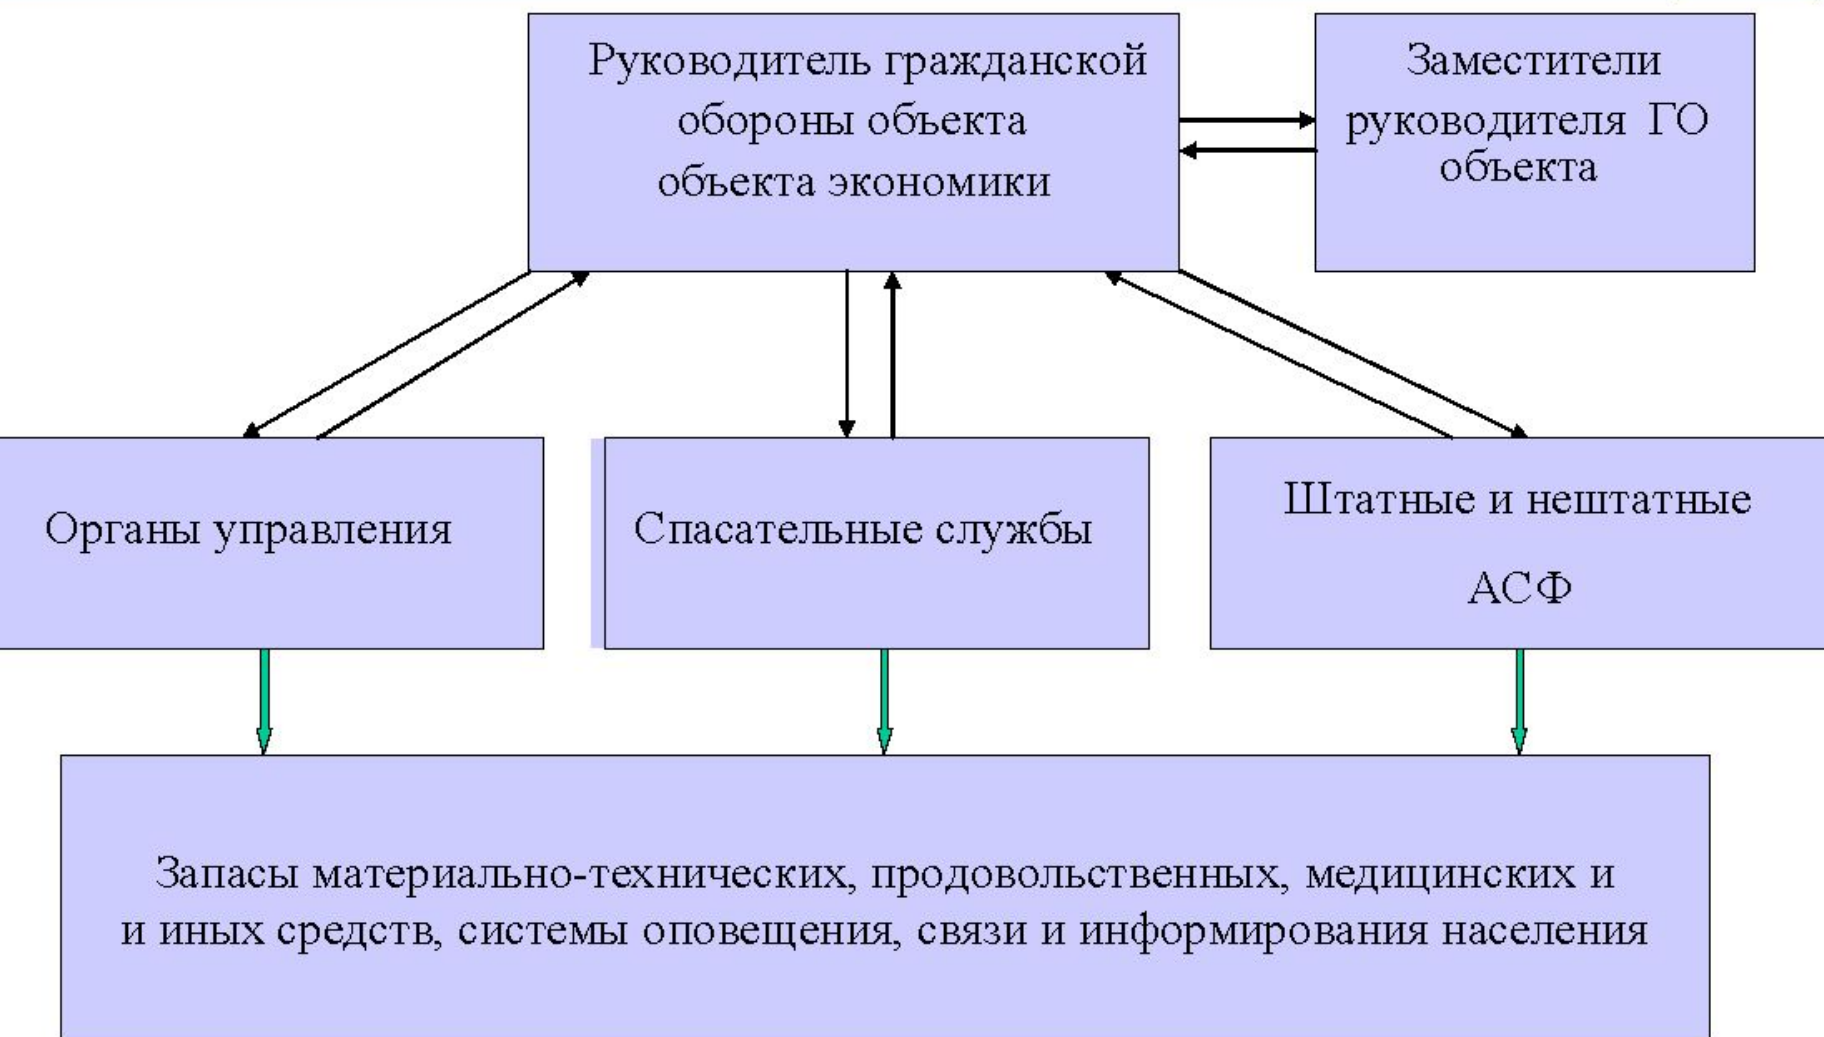 Руководитель гражданской
обороны объекта
объекта экономики
Заместители
руководителя ГО
объекта
Органы управления
Спасательные службы
Штатные и нештатные
АСФ
Запасы материально-технических, продовольственных, медицинских и
и иных средств, системы оповещения, связи и информирования населения